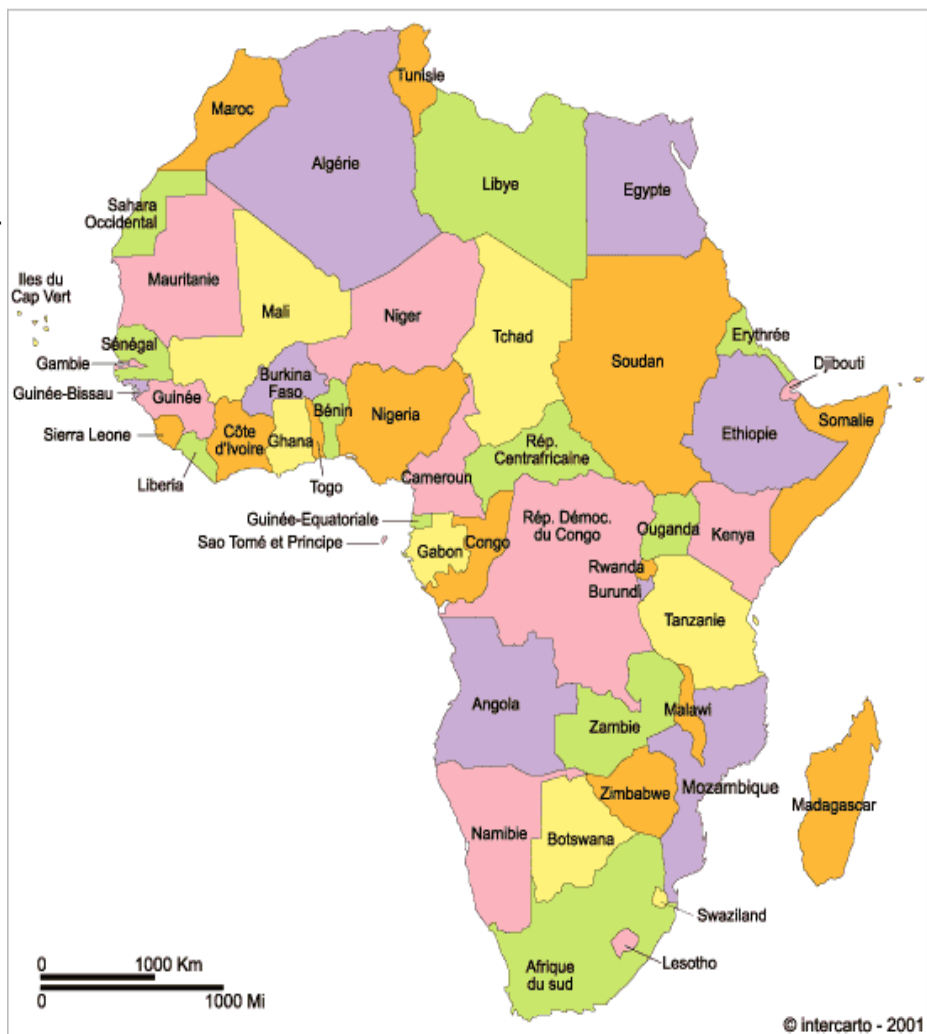 Tunisie
Maroc
Algérie
Libye
Egypte
Sahara
Occidental
Mauritanie
Iles du
Cap Vert
Mali
Niger
Tchad
Soudan
Erythrée
Sénégal
Gambie
Djibouti
Guinée-Bissau
Guinée
Burkina
Faso
Bénin
Nigeria
Somalie
Sierra Leone
Côte
d'Ivoire
Ghana
Ethiopie
Rép.
Centrafricaine
Liberia
Togo
Cameroun
Guinée-Equatoriale
Rép. Démoc.
du Congo
Ouganda
Kenya
Sao Tomé et Principe
Gabon
Congo
Rwanda
Burundi
Tanzanie
Angola
Malawi
Zambie
Mozambique
Zimbabwe
Madagascar
Namibie
Botswana
Swaziland
Lesotho
Afrique
du sud
0 1000 Km
0 1000 Mi
© intercarto - 2001